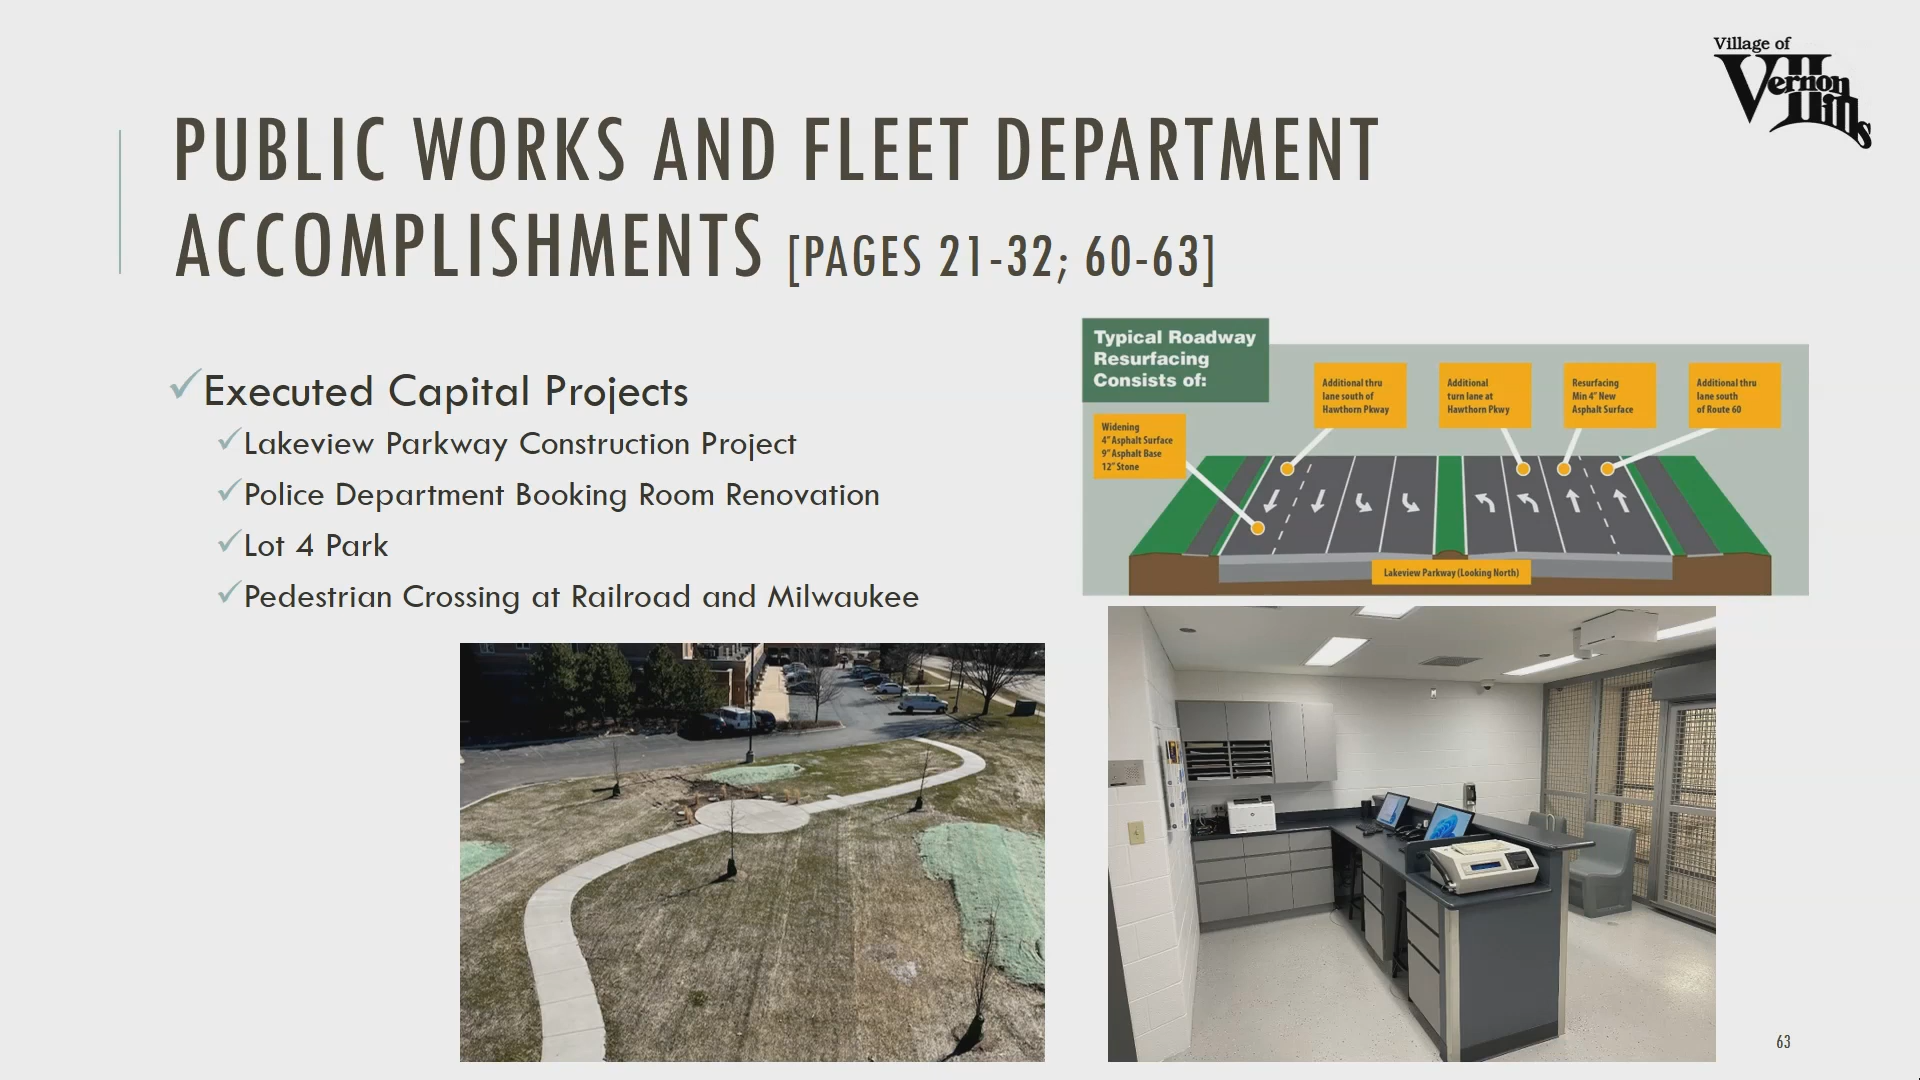 Village of
Vernon
Hills
PUBLIC WORKS AND FLEET DEPARTMENT
ACCOMPLISHMENTS [PAGES 21-32; 60-63]
Executed Capital Projects
Lakeview Parkway Construction Project
Police Department Booking Room Renovation
Lot 4 Park
Pedestrian Crossing at Railroad and Milwaukee
Typical Roadway
Resurfacing
Consists of:
Widening
4" Asphalt Surface
9" Asphalt Base
12" Stone
Additional thru
lane south of
Hawthorn Pkway
Additional
turn lane at
Hawthorn Pkwy
Resurfacing
Min 4" New
Asphalt Surface
Additional thru
lane south
of Route 60
Lakeview Parkway (Looking North)
63